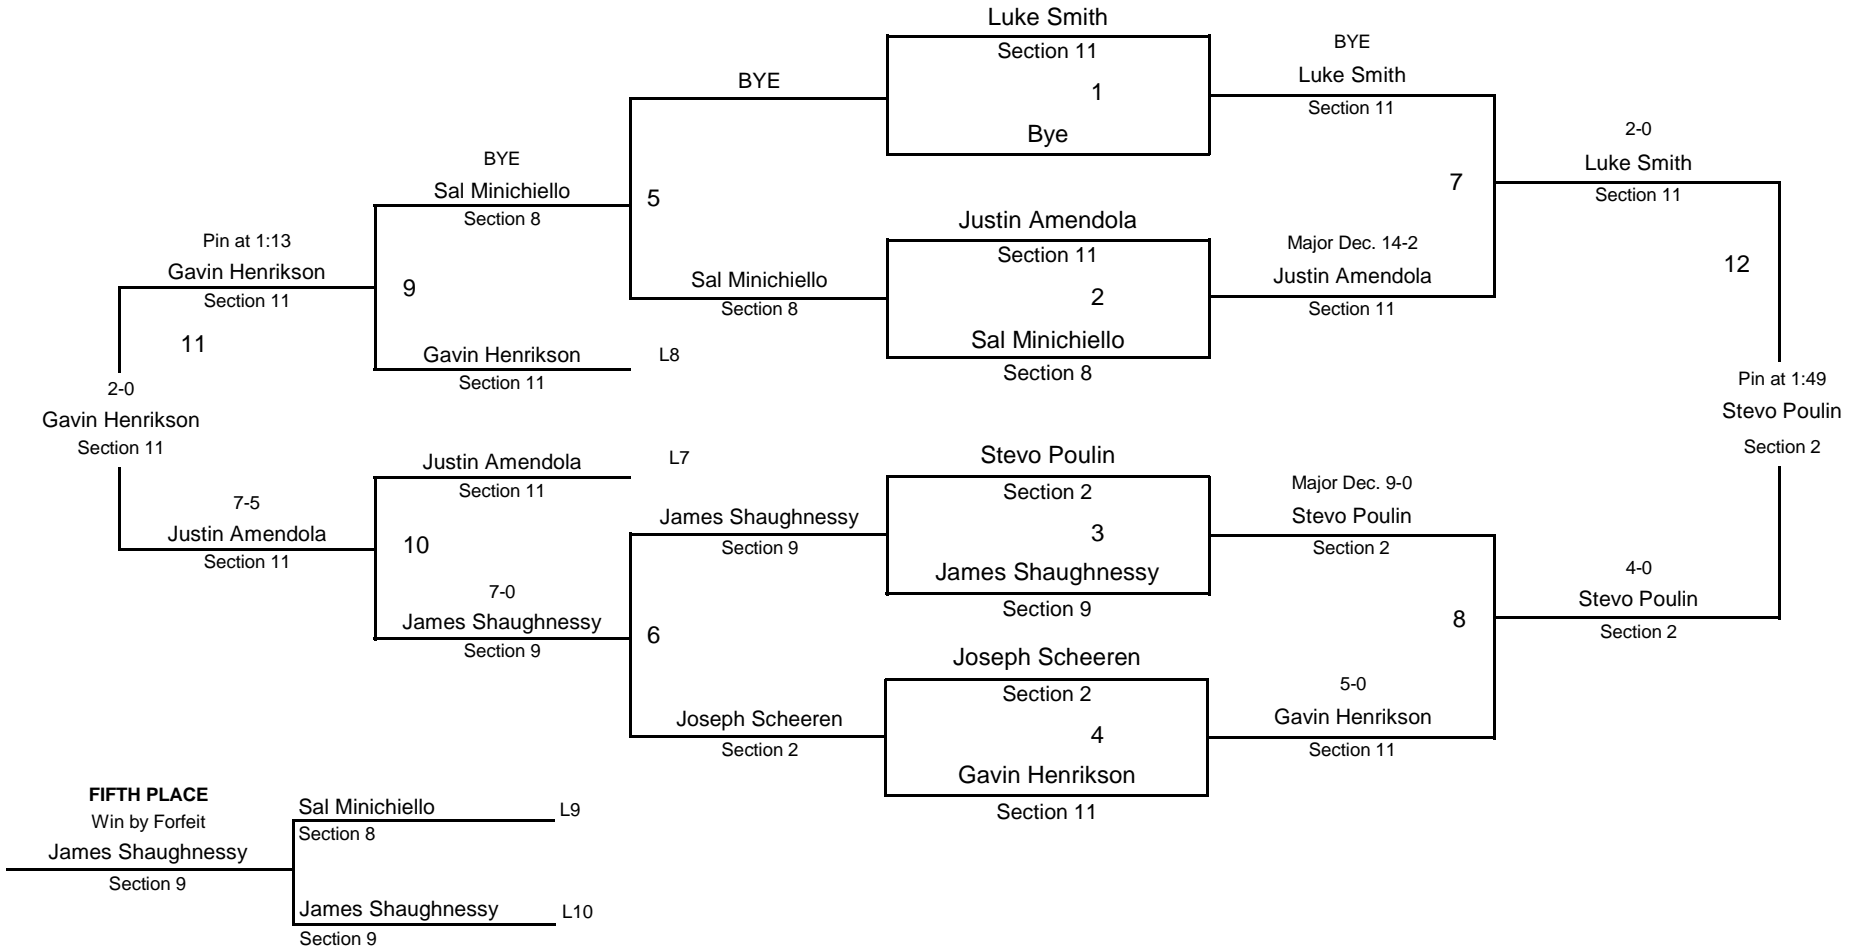 Luke Smith
Section 11
1
Bye
BYE
Luke Smith
Section 11
BYE
2-0
Luke Smith
Section 11
BYE
Sal Minichiello
Section 8
5
7
Justin Amendola
Section 11
2
Sal Minichiello
Section 8
Major Dec. 14-2
Justin Amendola
Section 11
12
Pin at 1:13
Gavin Henrikson
Section 11
9
Sal Minichiello
Section 8
11
Gavin Henrikson
Section 11
L8
2-0
Gavin Henrikson
Section 11
Pin at 1:49
Stevo Poulin
Section 2
Justin Amendola
Section 11
L7
Stevo Poulin
Section 2
3
James Shaughnessy
Section 9
Major Dec. 9-0
Stevo Poulin
Section 2
7-5
Justin Amendola
Section 11
10
James Shaughnessy
Section 9
7-0
James Shaughnessy
Section 9
6
8
4-0
Stevo Poulin
Section 2
Joseph Scheeren
Section 2
4
Gavin Henrikson
Section 11
5-0
Gavin Henrikson
Section 11
Joseph Scheeren
Section 2
FIFTH PLACE
Win by Forfeit
James Shaughnessy
Section 9
Sal Minichiello
L9
Section 8
James Shaughnessy
L10
Section 9